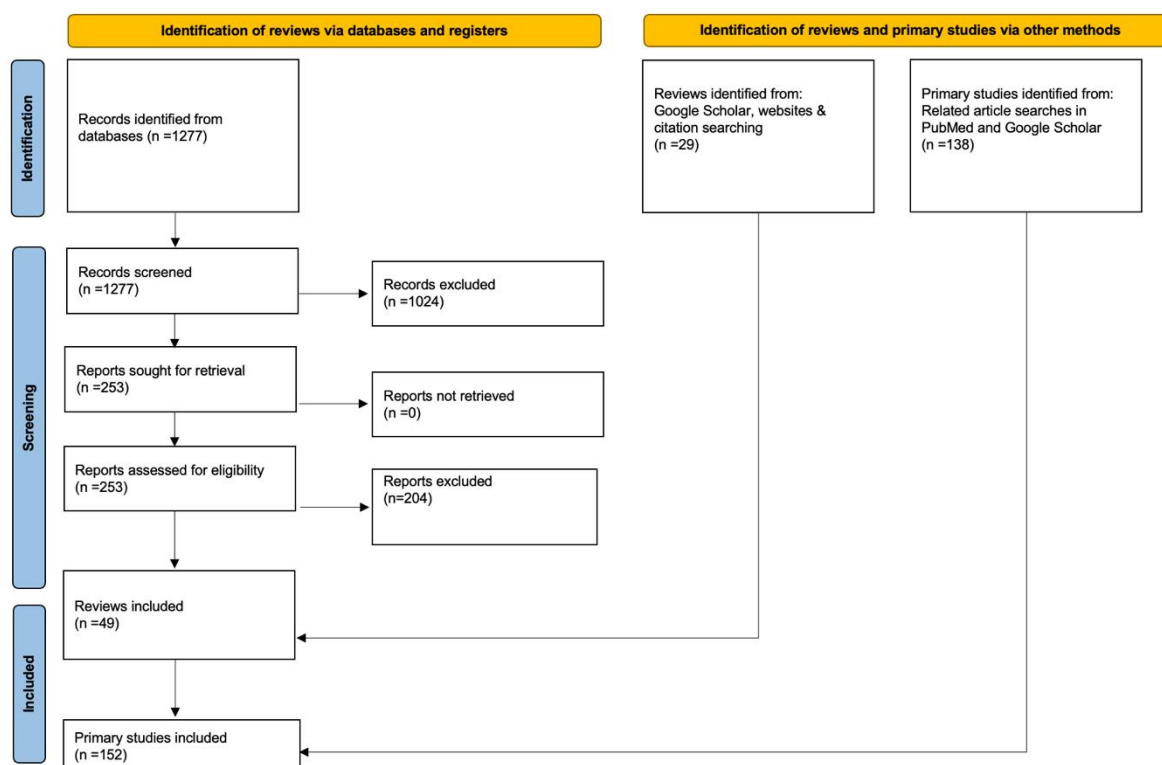 Identification of reviews via databases and registers
Identification of reviews and primary studies via other methods
Identification
Records identified from
databases (n =1277)
Reviews identified from:
Google Scholar, websites &
citation searching
(n =29)
Primary studies identified from:
Related article searches in
PubMed and Google Scholar
(n =138)
Screening
Records screened
(n =1277)
Records excluded
(n =1024)
Reports sought for retrieval
(n =253)
Reports not retrieved
(n =0)
Reports assessed for eligibility
(n =253)
Reports excluded
(n=204)
Included
Reviews included
(n =49)
Primary studies included
(n =152)